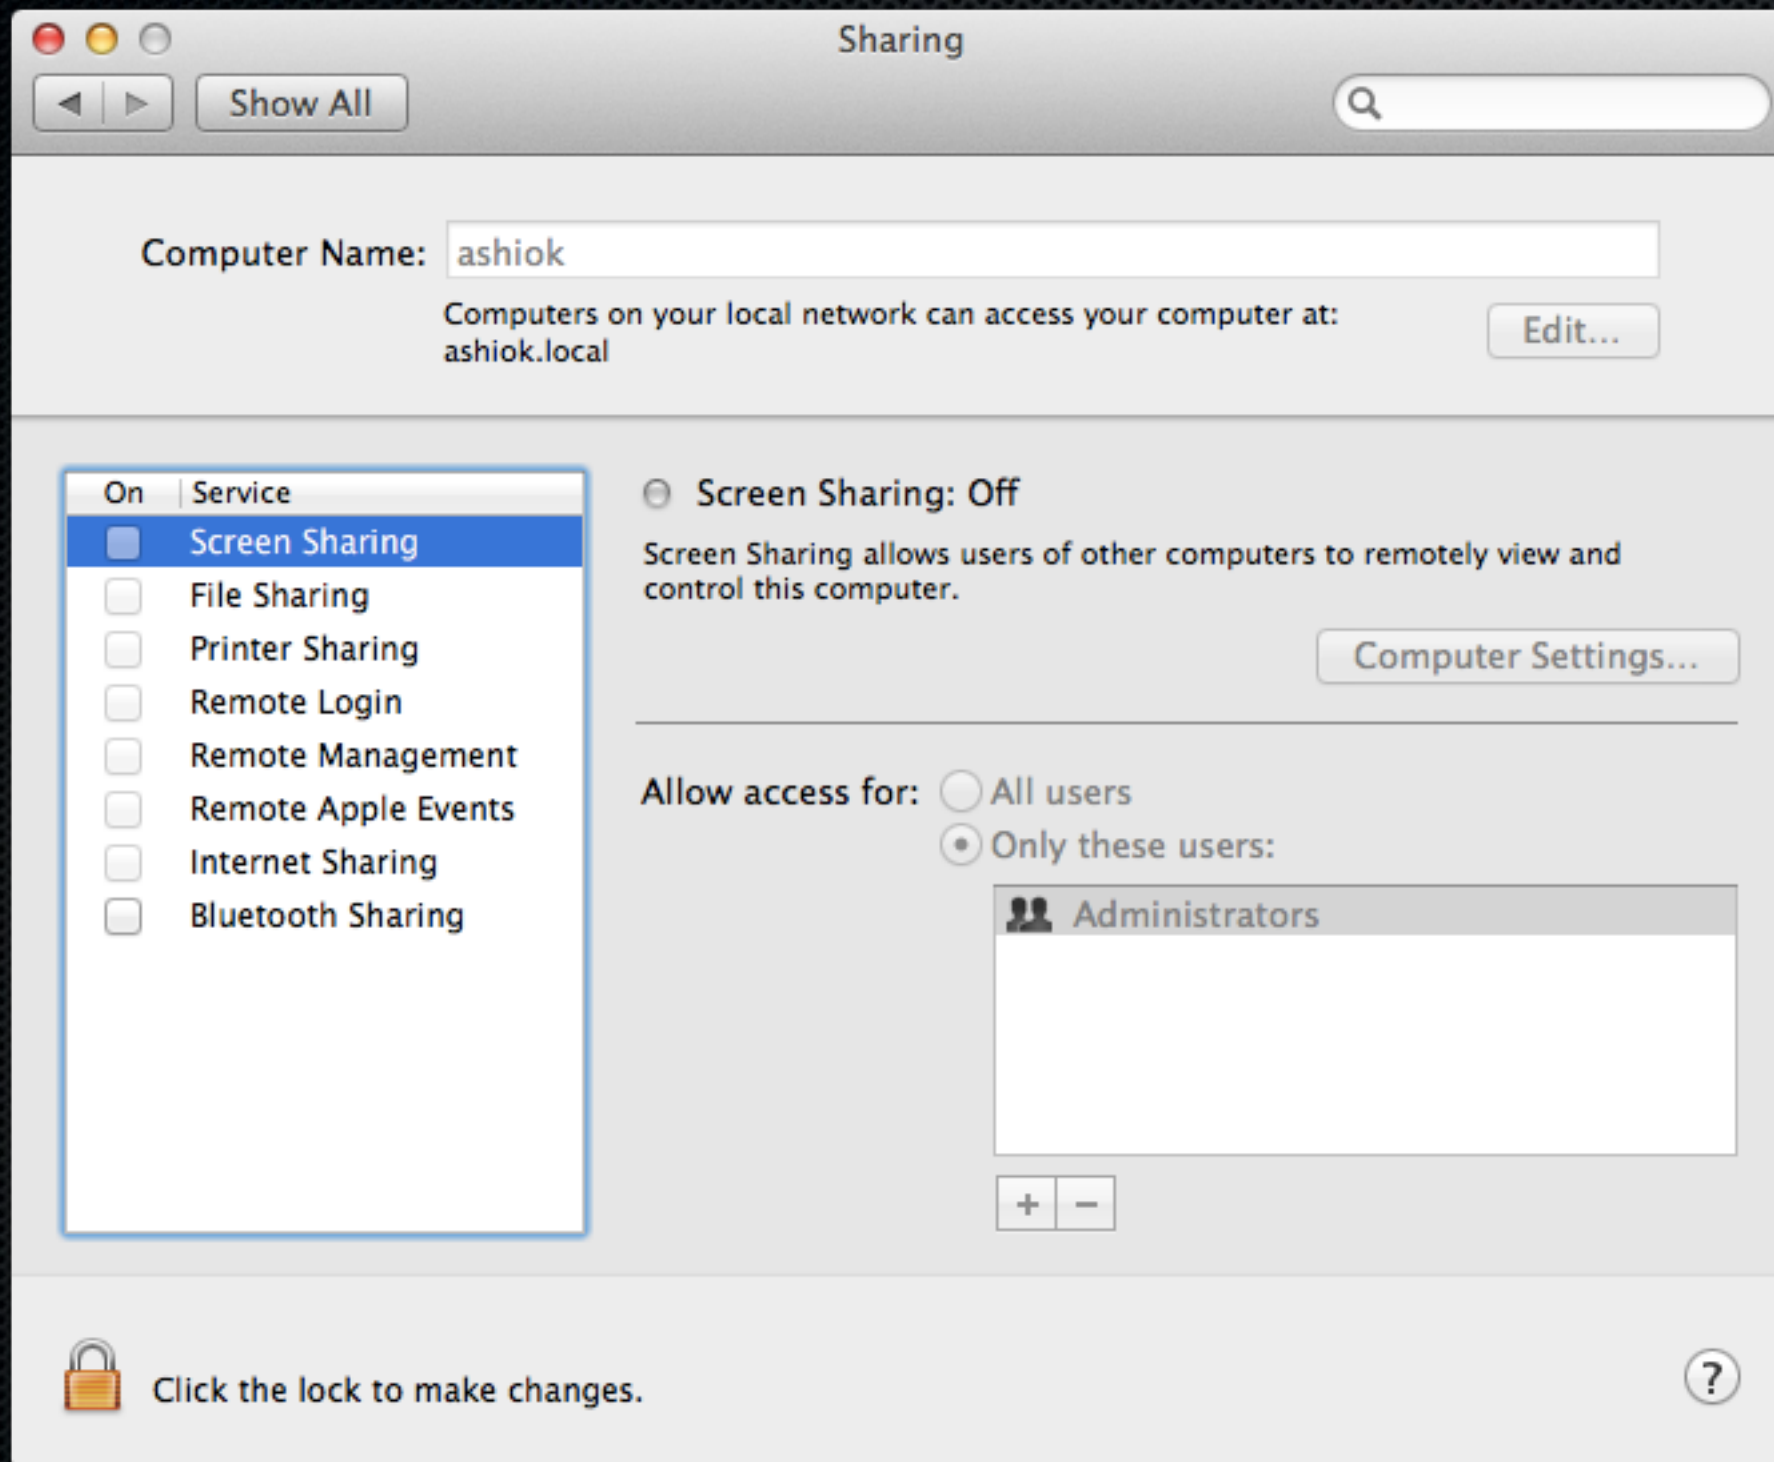 Sharing
Show All
Computer Name: ashiok
Computers on your local network can access your computer at:
ashiok.local
Edit...
On Service
Screen Sharing
File Sharing
Printer Sharing
Remote Login
Remote Management
Remote Apple Events
Internet Sharing
Bluetooth Sharing
Screen Sharing: Off
Screen Sharing allows users of other computers to remotely view and
control this computer.
Computer Settings...
Allow access for: All users
Only these users:
Administrators
+ −
Click the lock to make changes.
?